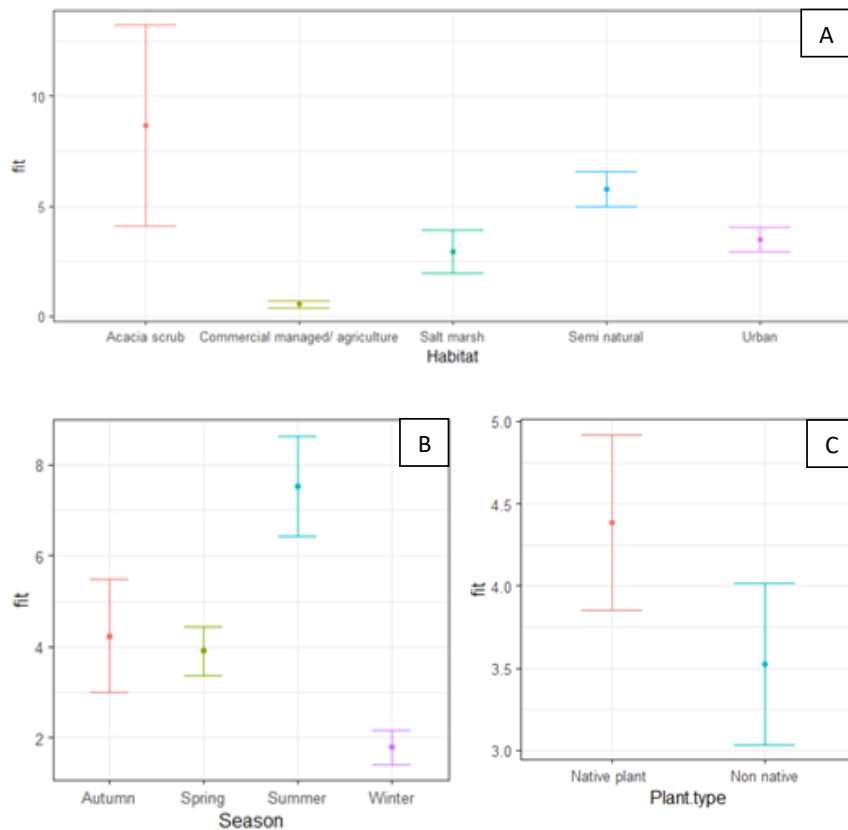 A
fit
10
5
0
Acacia scrub Commercial managed/ agriculture Salt marsh Semi natural Urban
Habitat
B
fit
8
6
4
2
Autumn Spring Summer Winter
Season
C
fit
5.0
4.5
4.0
3.5
3.0
Native plant Non native
Plant.type